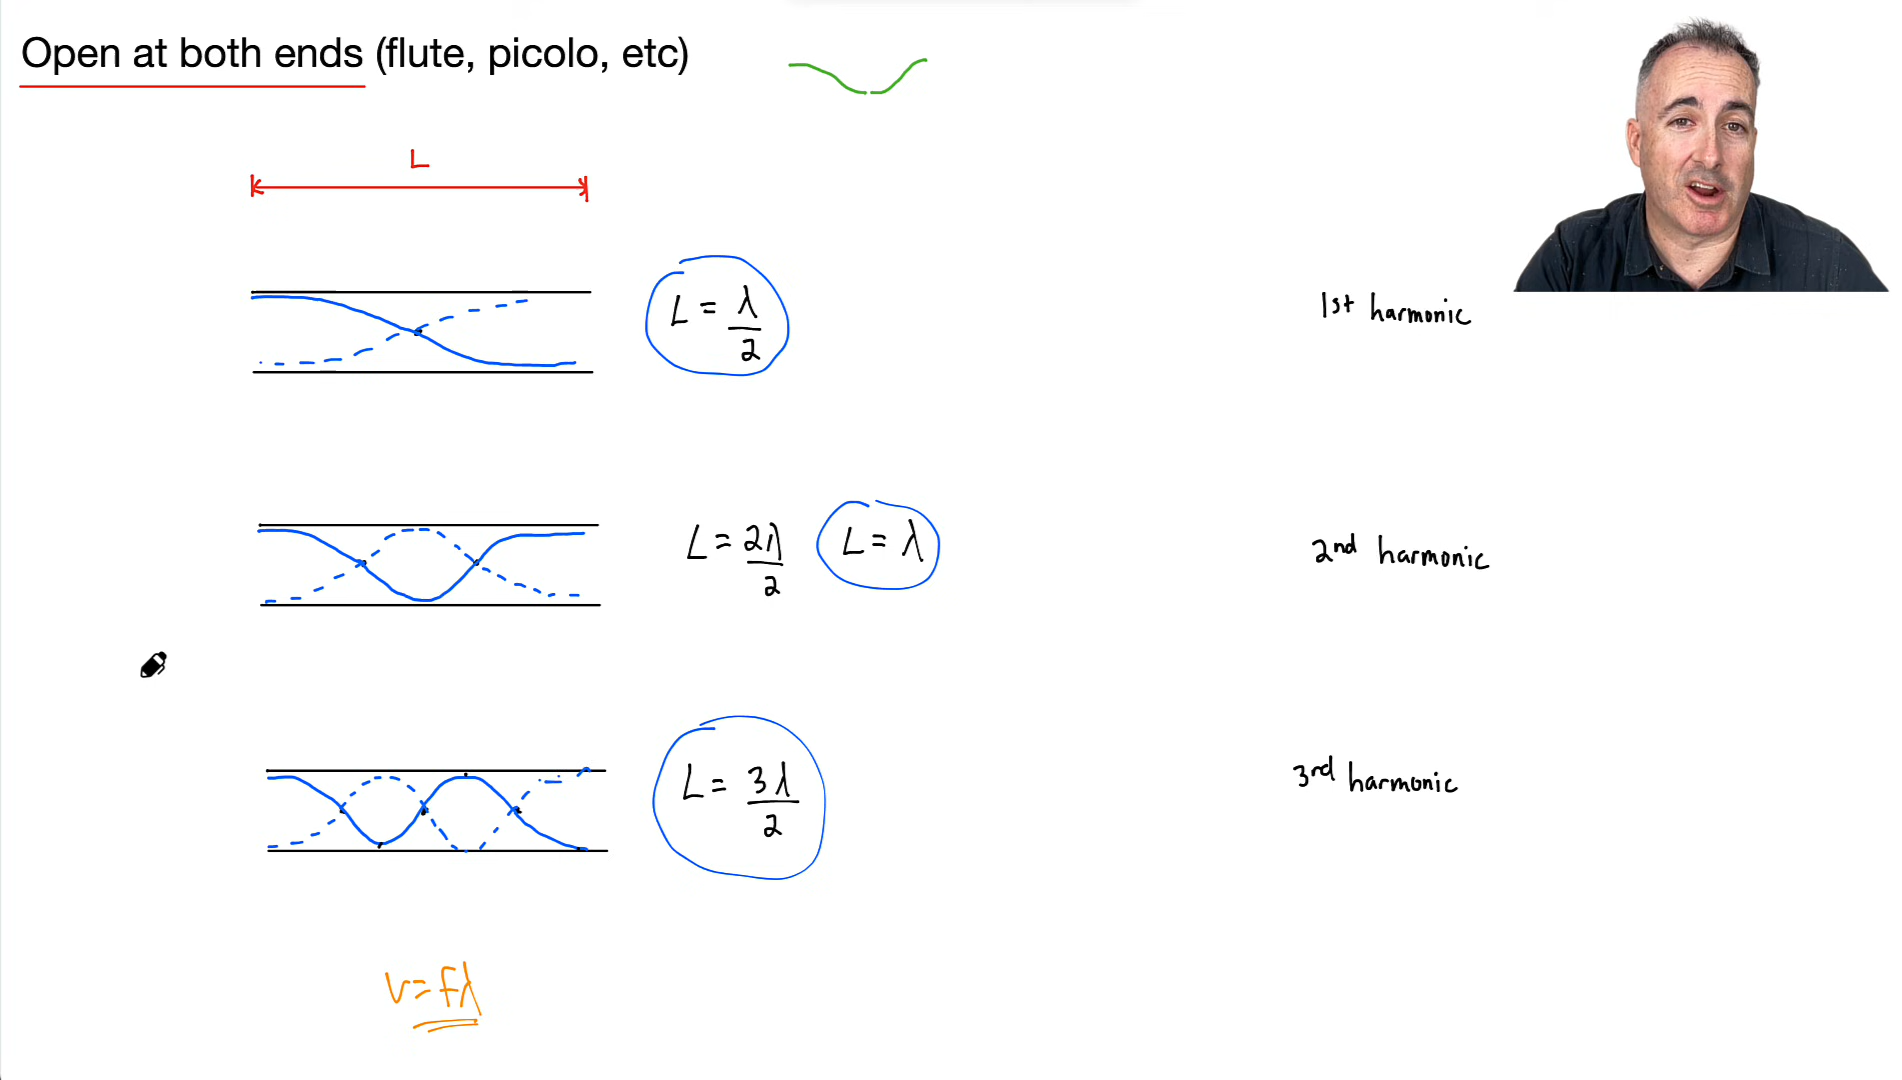 Open at both ends (flute, picolo, etc)
L
L = λ/2
1st harmonic
L = 2λ/2 L = λ
2nd harmonic
L = 3λ/2
3rd harmonic
v = fλ